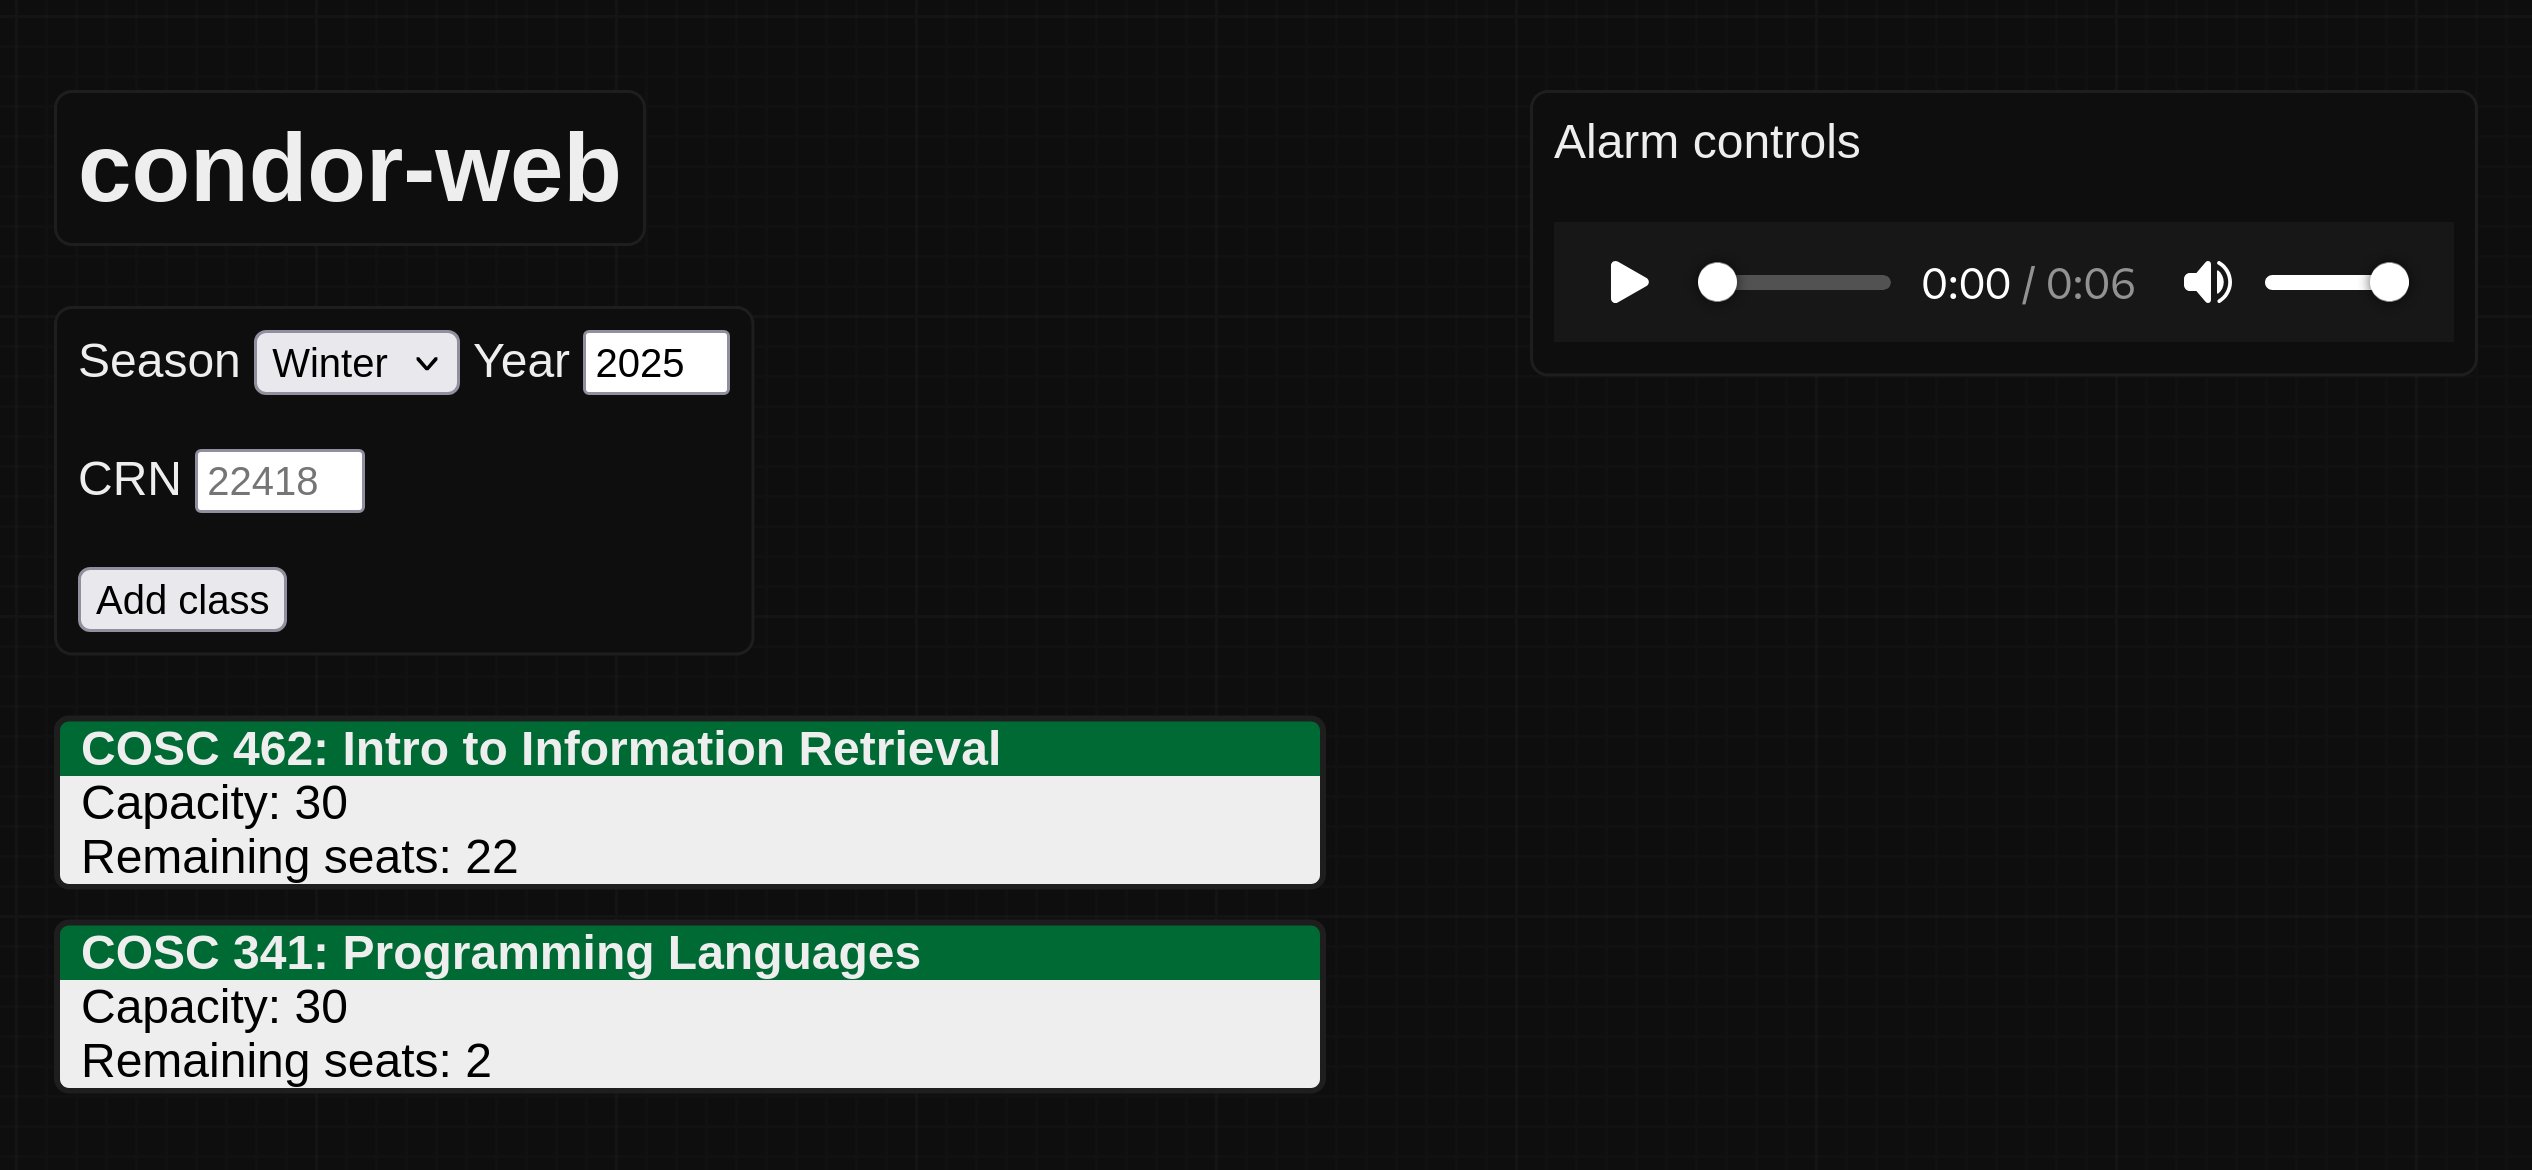 condor-web
Alarm controls
0:00 / 0:06
Season Winter Year 2025
CRN 22418
Add class
COSC 462: Intro to Information Retrieval
Capacity: 30
Remaining seats: 22
COSC 341: Programming Languages
Capacity: 30
Remaining seats: 2